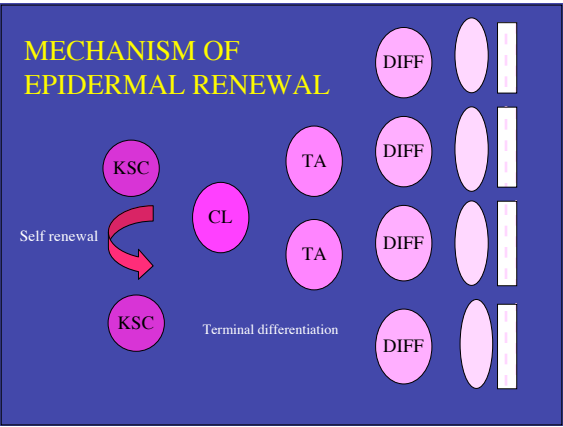 MECHANISM OF
EPIDERMAL RENEWAL
DIFF
KSC
TA
DIFF
CL
Self renewal
TA
DIFF
KSC
Terminal differentiation
DIFF